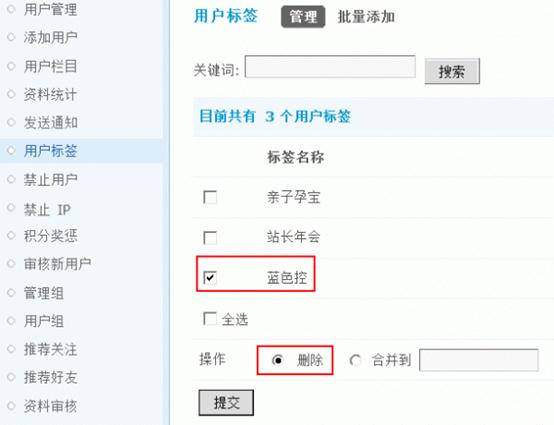 用户管理
添加用户
用户栏目
资料统计
发送通知
用户标签
禁止用户
禁止 IP
积分奖惩
审核新用户
管理组
用户组
推荐关注
推荐好友
资料审核
用户标签 管理 批量添加
关键词: 搜索
目前共有 3 个用户标签
标签名称
亲子孕宝
站长年会
蓝色控
全选
操作 删除 合并到
提交